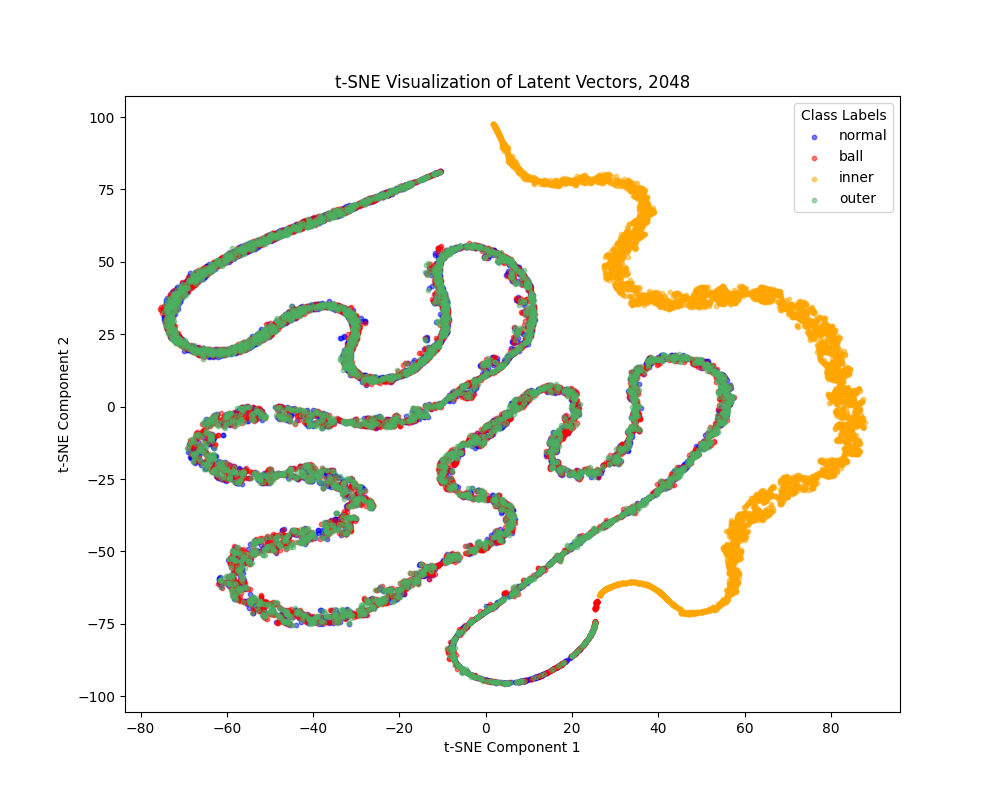 t-SNE Visualization of Latent Vectors, 2048
Class Labels
normal
ball
inner
outer
100
75
50
25
0
−25
−50
−75
−100
t-SNE Component 2
−80
−60
−40
−20
0
20
40
60
80
t-SNE Component 1